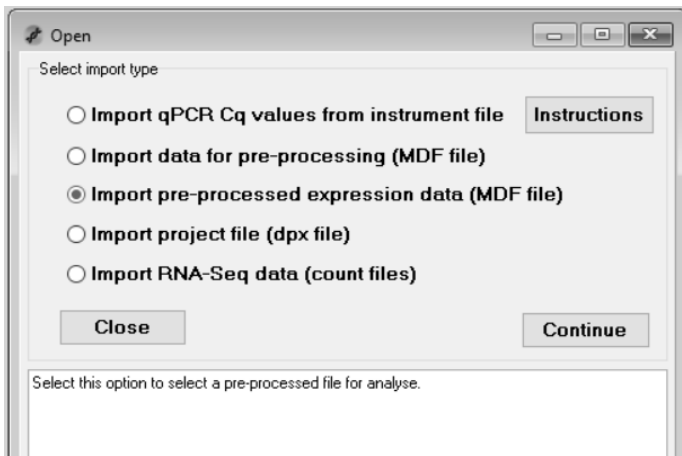 Open
Select import type
Import qPCR Cq values from instrument file
Instructions
Import data for pre-processing (MDF file)
Import pre-processed expression data (MDF file)
Import project file (dpx file)
Import RNA-Seq data (count files)
Close
Continue
Select this option to select a pre-processed file for analyse.